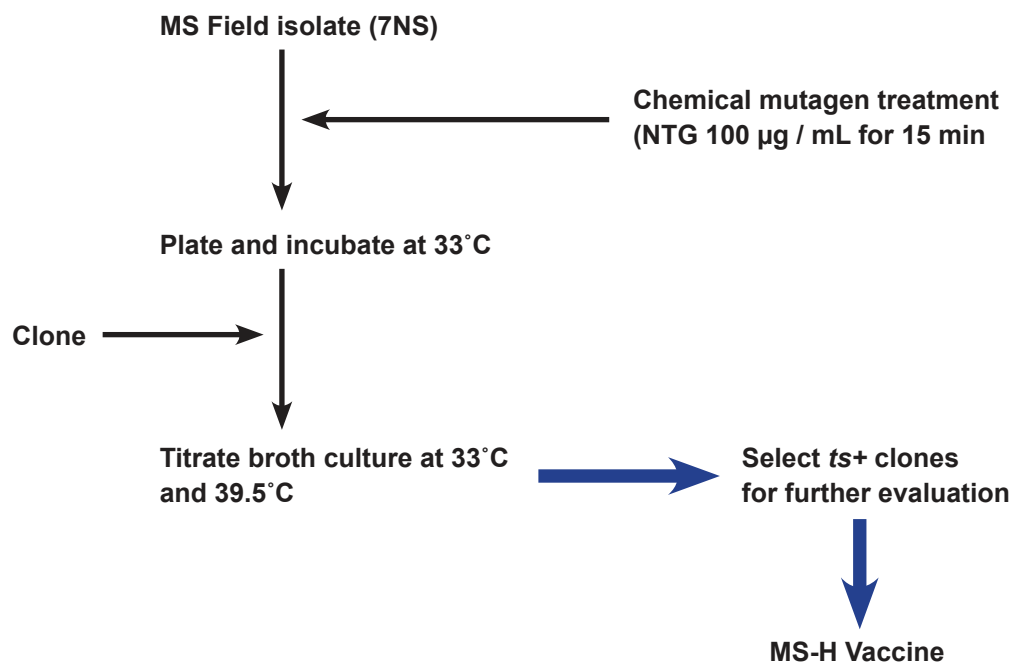 MS Field isolate (7NS)
Chemical mutagen treatment
(NTG 100 µg / mL for 15 min
Plate and incubate at 33˚C
Clone
Titrate broth culture at 33˚C
and 39.5˚C
Select ts+ clones
for further evaluation
MS-H Vaccine